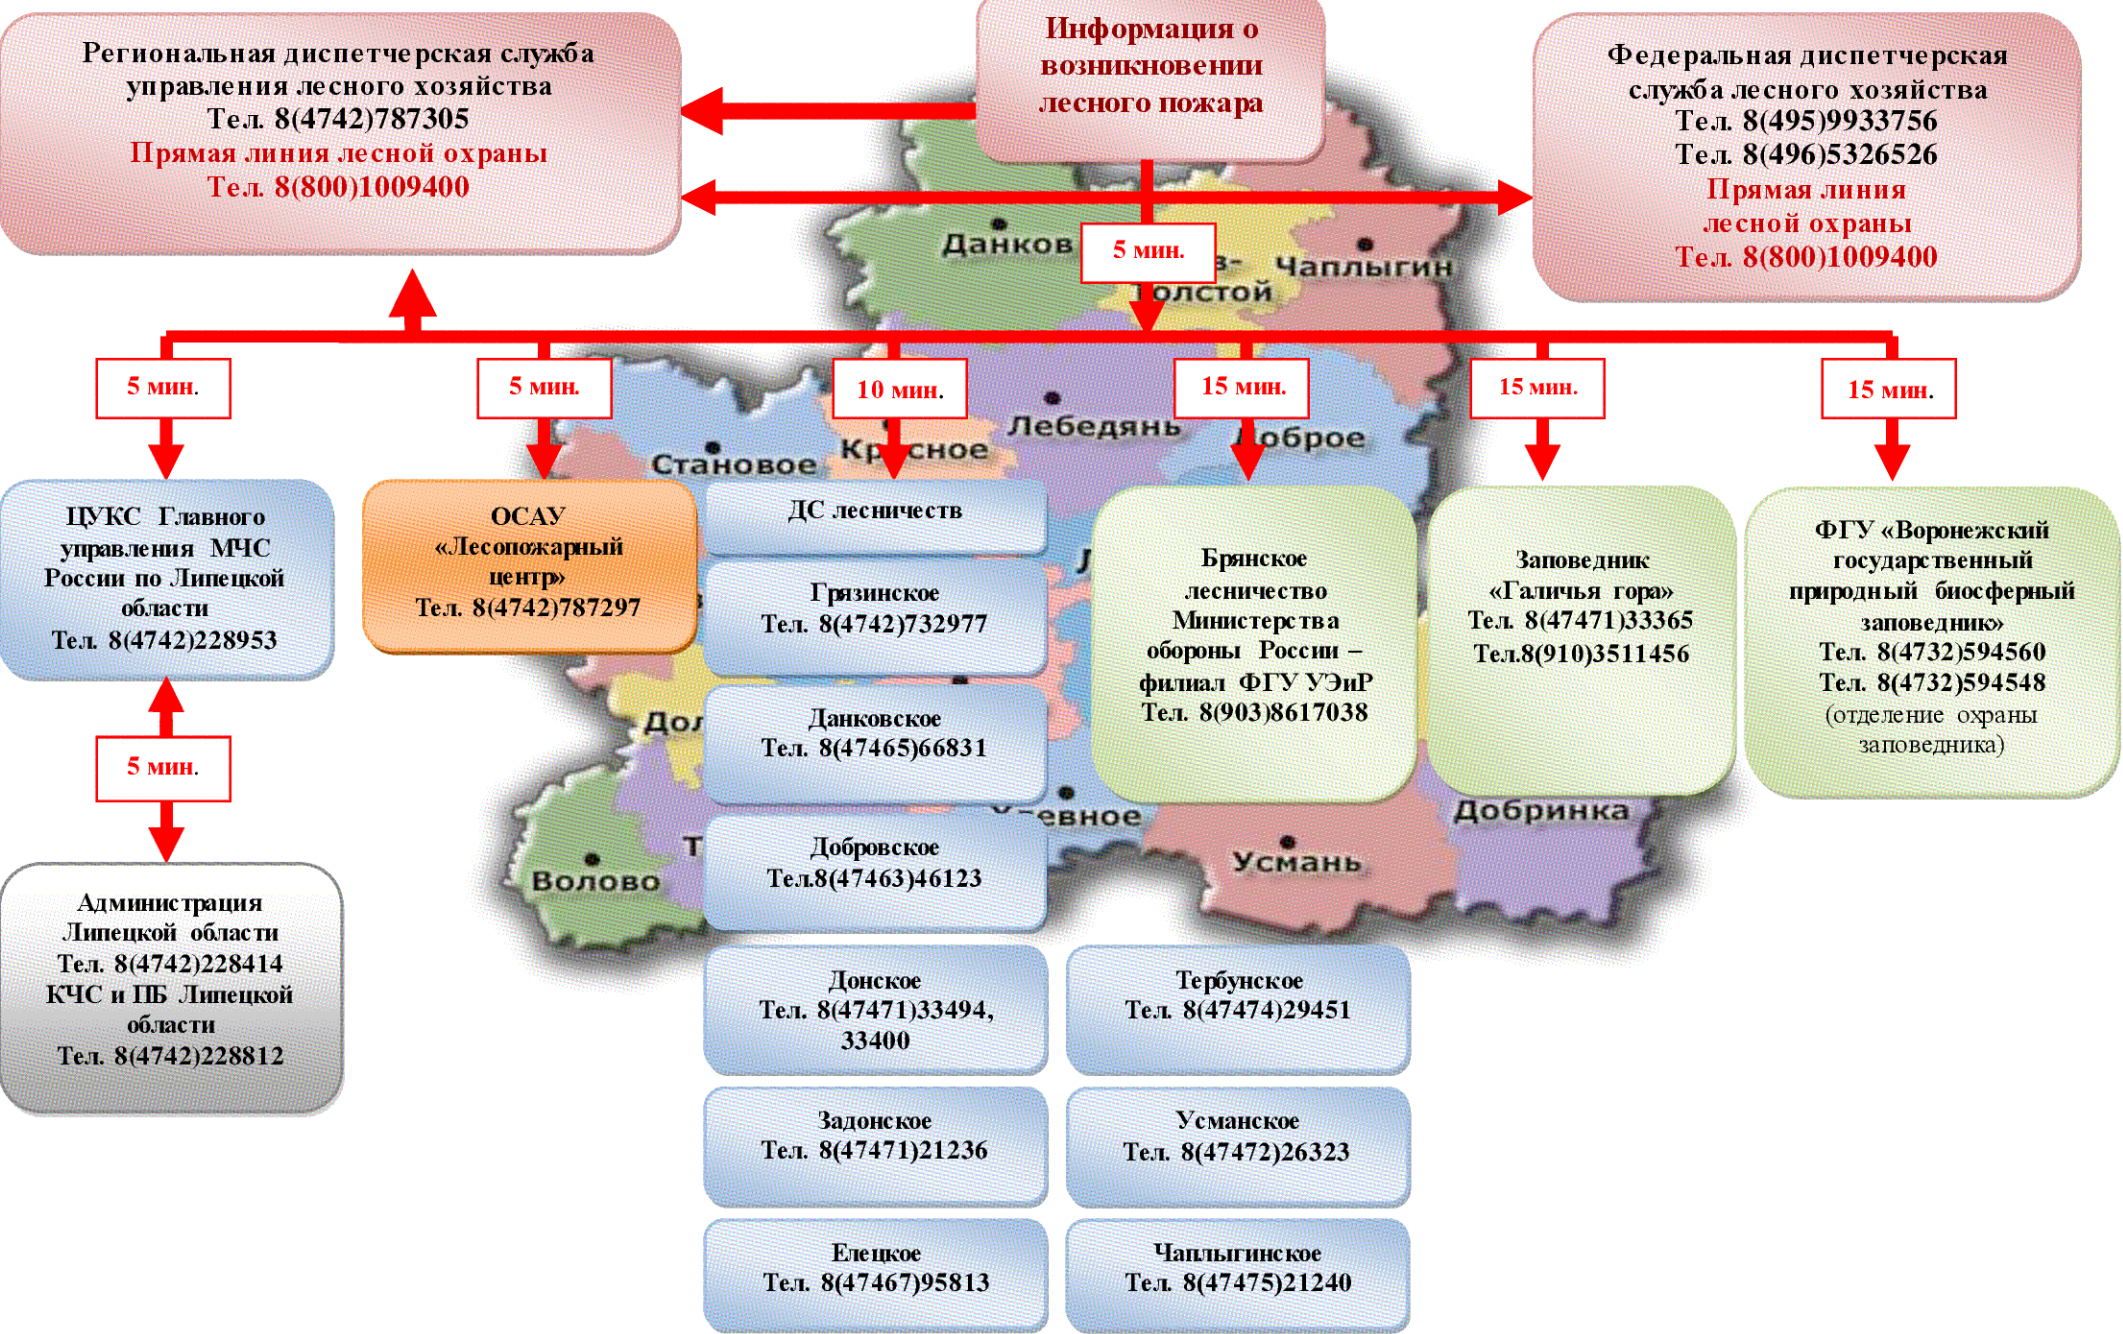 Региональная диспетчерская служба
управления лесного хозяйства
Тел. 8(4742)787305
Прямая линия лесной охраны
Тел. 8(800)1009400
Информация о
возникновении
лесного пожара
Федеральная диспетчерская
служба лесного хозяйства
Тел. 8(495)9933756
Тел. 8(496)5326526
Прямая линия
лесной охраны
Тел. 8(800)1009400
5 мин.
Данков
Чаплыгин
олстой
5 мин.
5 мин.
10 мин.
15 мин.
15 мин.
15 мин.
Лебедянь
Становое
Красное
Доброе
ЦУКС Главного
управления МЧС
России по Липецкой
области
Тел. 8(4742)228953
ОСАУ
«Лесопожарный
центр»
Тел. 8(4742)787297
ДС лесничеств
Грязинское
Тел. 8(4742)732977
Данковское
Тел. 8(47465)66831
Добровское
Тел.8(47463)46123
Донское
Тел. 8(47471)33494,
33400
Задонское
Тел. 8(47471)21236
Елецкое
Тел. 8(47467)95813
Тербунское
Тел. 8(47474)29451
Усманское
Тел. 8(47472)26323
Чаплыгинское
Тел. 8(47475)21240
Брянское
лесничество
Министерства
обороны России –
филиал ФГУ УЭиР
Тел. 8(903)8617038
Заповедник
«Галичья гора»
Тел. 8(47471)33365
Тел.8(910)3511456
ФГУ «Воронежский
государственный
природный биосферный
заповедник»
Тел. 8(4732)594560
Тел. 8(4732)594548
(отделение охраны
заповедника)
5 мин.
Администрация
Липецкой области
Тел. 8(4742)228414
КЧС и ПБ Липецкой
области
Тел. 8(4742)228812
Дол
Волово
евное
Усмань
Добринка